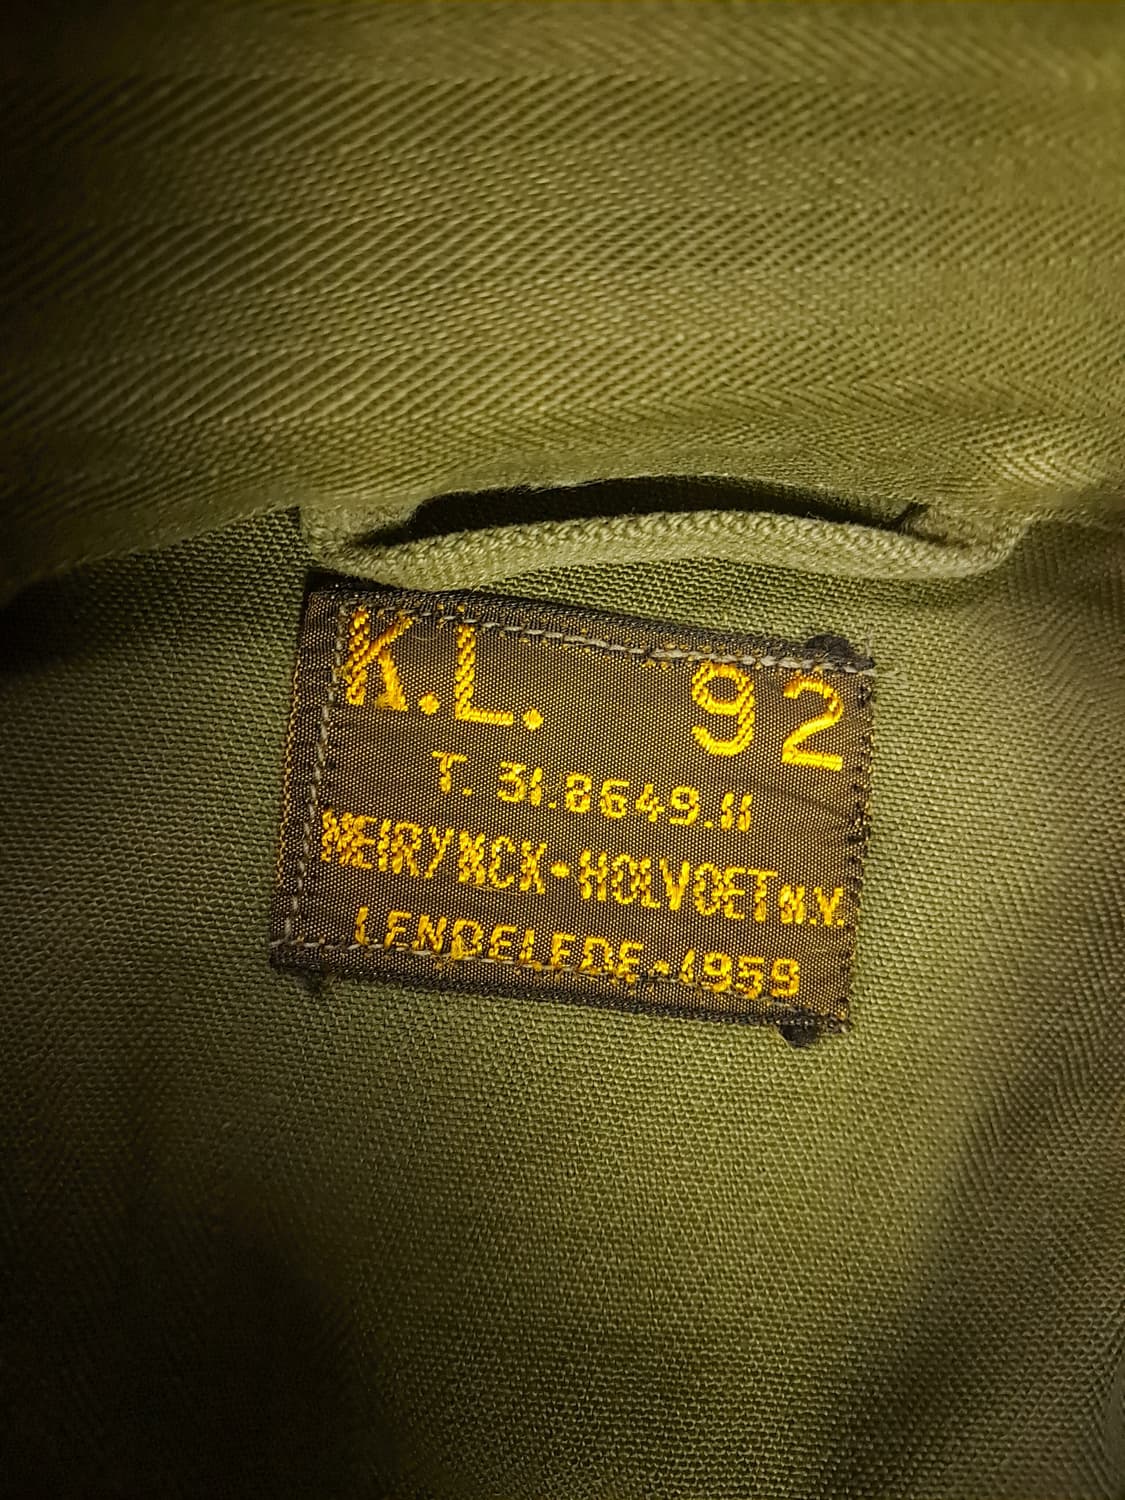 K.L. 92
T. 31.8649.11
MEIRYNCK-HOLVOET N.V.
LENDELEDE-1959